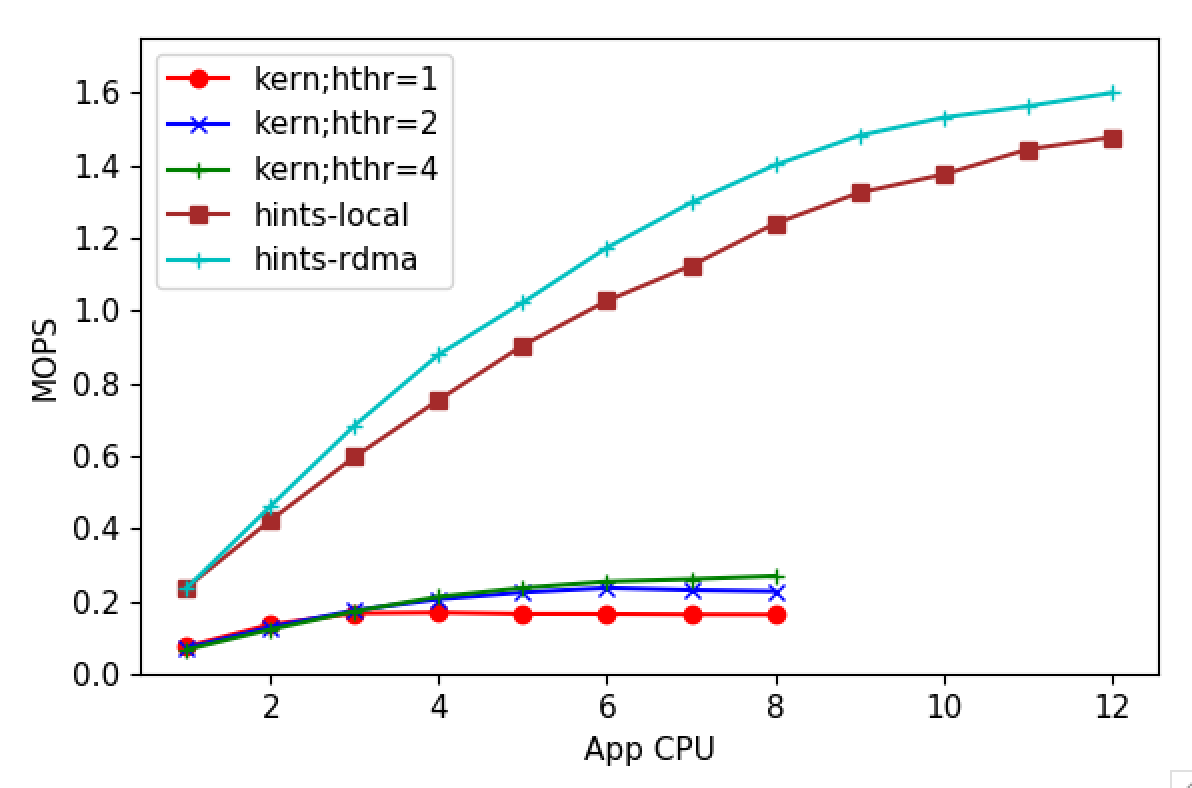 kern;hthr=1
kern;hthr=2
kern;hthr=4
hints-local
hints-rdma
MOPS
1.6
1.4
1.2
1.0
0.8
0.6
0.4
0.2
0.0
2 4 6 8 10 12
App CPU